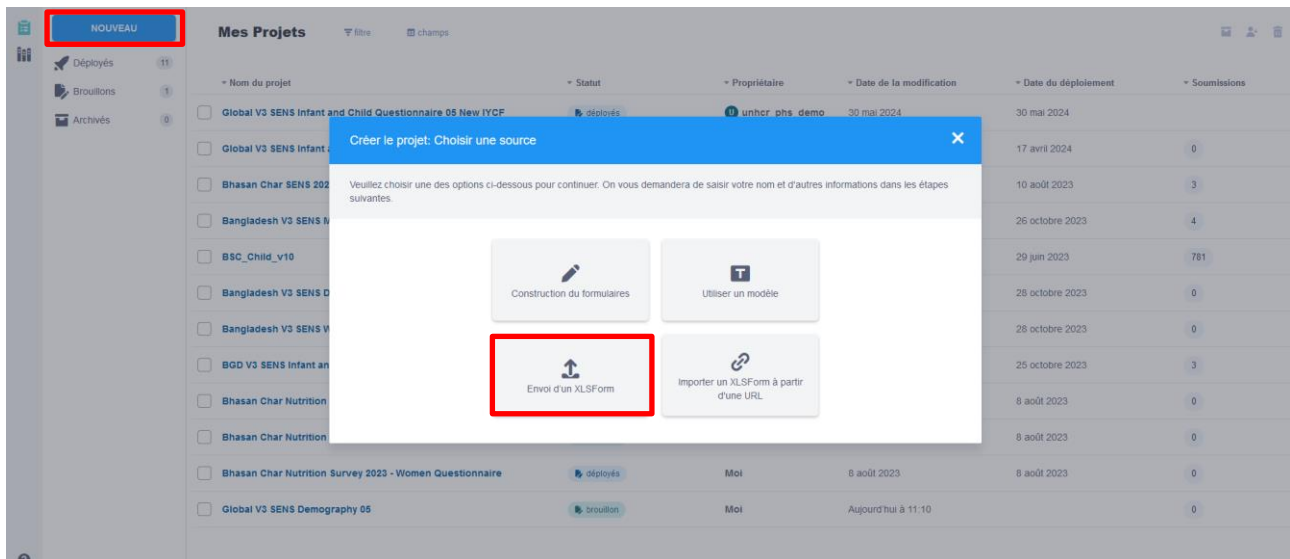 NOUVEAU
Mes Projets
filtre
champs
Déployés 11
Brouillons 1
Archivés 0
Nom du projet
Statut
Propriétaire
Date de la modification
Date du déploiement
Soumissions
Global V3 SENS Infant and Child Questionnaire 05 New IYCF déployés U unhcr_phs_demo 30 mai 2024 30 mai 2024
Créer le projet: Choisir une source
Global V3 SENS Infant 17 avril 2024 0
Bhasan Char SENS 202 10 août 2023 3
Veuillez choisir une des options ci-dessous pour continuer. On vous demandera de saisir votre nom et d'autres informations dans les étapes
suivantes.
Bangladesh V3 SENS 26 octobre 2023 4
BSC_Child_v10 29 juin 2023 781
Construction du formulaires
T
Utiliser un modèle
Bangladesh V3 SENS D 28 octobre 2023 0
Bangladesh V3 SENS W 28 octobre 2023 0
BGD V3 SENS Infant an 25 octobre 2023 3
Envoi d'un XLSForm
Importer un XLSForm à partir
d'une URL
Bhasan Char Nutrition 8 août 2023 0
Bhasan Char Nutrition 8 août 2023 0
Bhasan Char Nutrition Survey 2023 - Women Questionnaire déployés Moi 8 août 2023 8 août 2023 0
Global V3 SENS Demography 05 brouillon Moi Aujourd'hui à 11:10 0